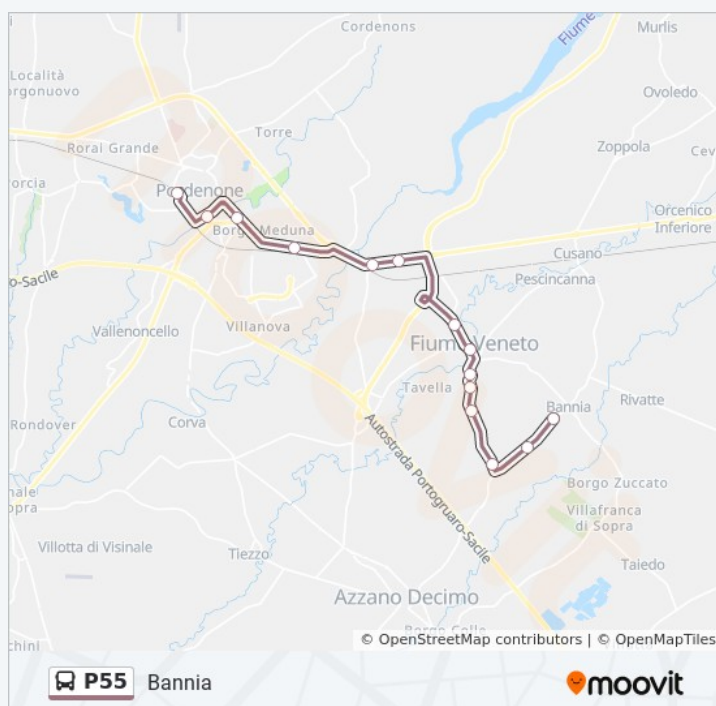 Cordenons
Murlis
Fiume
Località
orgonuovo
Ovoledo
Torre
Rorai Grande
Zoppola
Cev
orcia
Pordenone
Orcenico
Inferiore
Borgo Meduna
Cusano
o-Sacile
Pescincanna
Vallenoncello
Villanova
Fiume Veneto
Tavella
Bannia
Rivatte
Rondover
Corva
Autostrada Portogruaro-Sacile
Borgo Zuccato
nale
opra
Villafranca
di Sopra
Villotta di Visinale
Tiezzo
Taiedo
Azzano Decimo
chini
© OpenStreetMap contributors | © OpenMapTiles
P55 Bannia
moovit